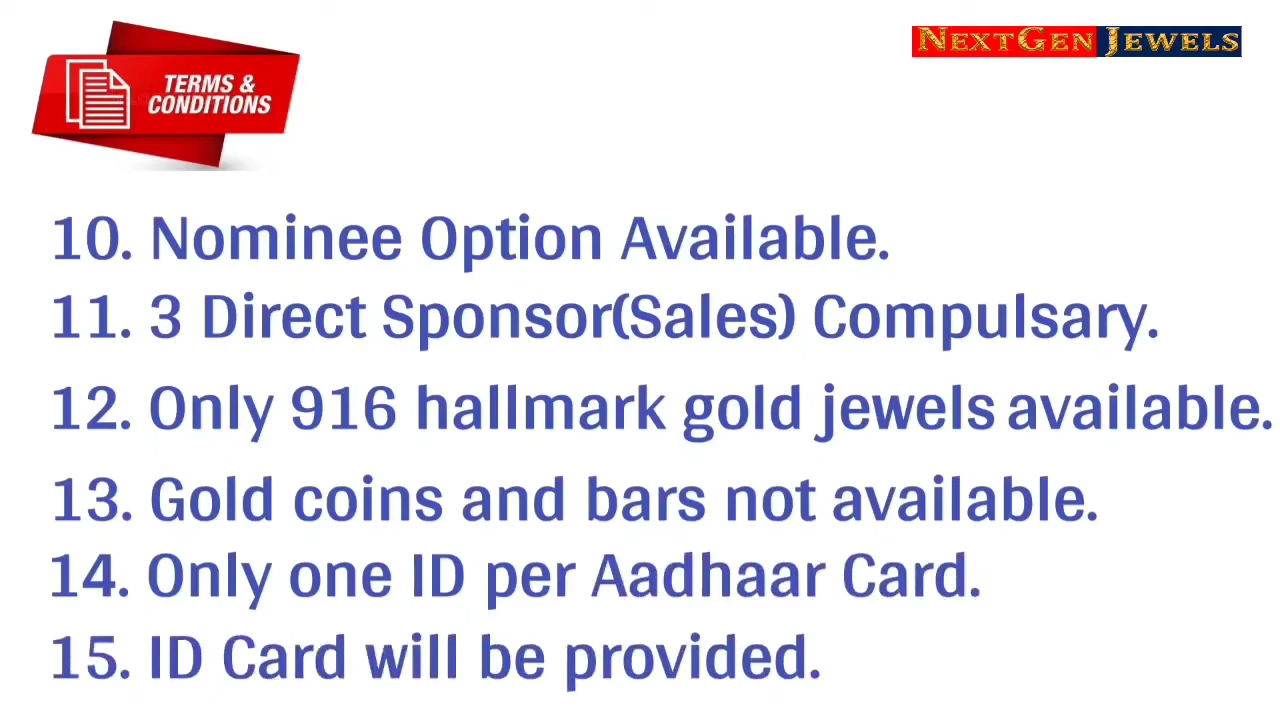 NEXTGEN JEWELS
TERMS &
CONDITIONS
10. Nominee Option Available.
11. 3 Direct Sponsor(Sales) Compulsary.
12. Only 916 hallmark gold jewels available.
13. Gold coins and bars not available.
14. Only one ID per Aadhaar Card.
15. ID Card will be provided.